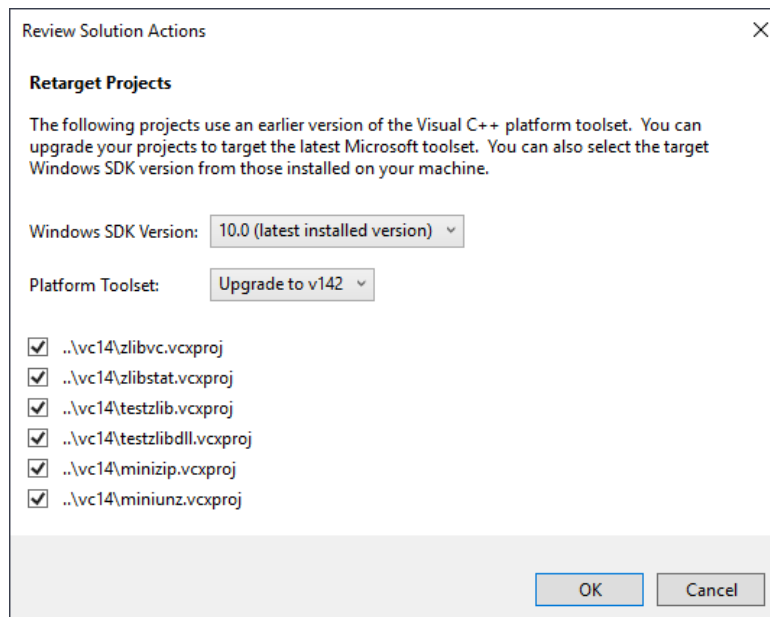 Review Solution Actions
Retarget Projects
The following projects use an earlier version of the Visual C++ platform toolset.  You can
upgrade your projects to target the latest Microsoft toolset.  You can also select the target
Windows SDK version from those installed on your machine.
Windows SDK Version: 10.0 (latest installed version)
Platform Toolset: Upgrade to v142
..\vc14\zlibvc.vcxproj
..\vc14\zlibstat.vcxproj
..\vc14\testzlib.vcxproj
..\vc14\testzlibdll.vcxproj
..\vc14\minizip.vcxproj
..\vc14\miniunz.vcxproj
OK Cancel